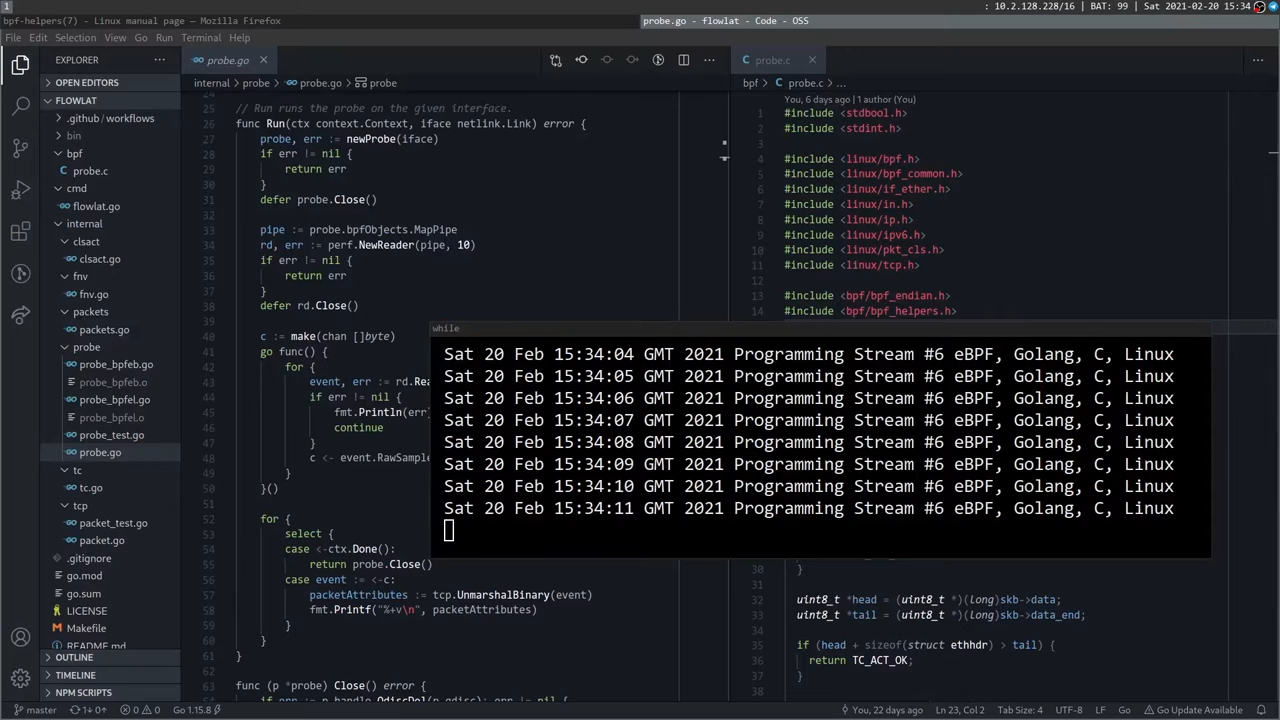 1
: 10.2.128.228/16 | BAT: 99 | Sat 2021-02-20 15:34
bpf-helpers(7) - Linux manual page — Mozilla Firefox
probe.go - flowlat - Code - OSS
File Edit Selection View Go Run Terminal Help
EXPLORER
OPEN EDITORS
FLOWLAT
.github/workflows
bin
bpf
probe.c
cmd
flowlat.go
internal
clsact
clsact.go
fnv
fnv.go
packets
packets.go
probe
probe_bpfeb.go
probe_bpfeb.o
probe_bpfel.go
probe_bpfel.o
probe_test.go
probe.go
tc
tc.go
tcp
packet_test.go
packet.go
.gitignore
go.mod
go.sum
LICENSE
Makefile
README.md
OUTLINE
TIMELINE
NPM SCRIPTS
probe.go
internal > probe > probe.go > probe
24
25 // Run runs the probe on the given interface.
26 func Run(ctx context.Context, iface netlink.Link) error {
27 probe, err := newProbe(iface)
28 if err != nil {
29 return err
30 }
31 defer probe.Close()
32
33 pipe := probe.bpfObjects.MapPipe
34 rd, err := perf.NewReader(pipe, 10)
35 if err != nil {
36 return err
37 }
38 defer rd.Close()
39
40 c := make(chan []byte)
41 go func() {
42 for {
43 event, err := rd.Rea
44 if err != nil {
45 fmt.Println(err)
46 continue
47 }
48 c <- event.RawSample
49 }
50 }()
51
52 for {
53 select {
54 case <-ctx.Done():
55 return probe.Close()
56 case event := <-c:
57 packetAttributes := tcp.UnmarshalBinary(event)
58 fmt.Printf("%+v\n", packetAttributes)
59 }
60 }
61 }
62
63 func (p *probe) Close() error {
probe.c
bpf > probe.c > ...
You, 6 days ago | 1 author (You)
1 #include <stdbool.h>
2 #include <stdint.h>
3
4 #include <linux/bpf.h>
5 #include <linux/bpf_common.h>
6 #include <linux/if_ether.h>
7 #include <linux/in.h>
8 #include <linux/ip.h>
9 #include <linux/ipv6.h>
10 #include <linux/pkt_cls.h>
11 #include <linux/tcp.h>
12
13 #include <bpf/bpf_endian.h>
14 #include <bpf/bpf_helpers.h>
while
Sat 20 Feb 15:34:04 GMT 2021 Programming Stream #6 eBPF, Golang, C, Linux
Sat 20 Feb 15:34:05 GMT 2021 Programming Stream #6 eBPF, Golang, C, Linux
Sat 20 Feb 15:34:06 GMT 2021 Programming Stream #6 eBPF, Golang, C, Linux
Sat 20 Feb 15:34:07 GMT 2021 Programming Stream #6 eBPF, Golang, C, Linux
Sat 20 Feb 15:34:08 GMT 2021 Programming Stream #6 eBPF, Golang, C, Linux
Sat 20 Feb 15:34:09 GMT 2021 Programming Stream #6 eBPF, Golang, C, Linux
Sat 20 Feb 15:34:10 GMT 2021 Programming Stream #6 eBPF, Golang, C, Linux
Sat 20 Feb 15:34:11 GMT 2021 Programming Stream #6 eBPF, Golang, C, Linux
30 }
31
32 uint8_t *head = (uint8_t *)(long)skb->data;
33 uint8_t *tail = (uint8_t *)(long)skb->data_end;
34
35 if (head + sizeof(struct ethhdr) > tail) {
36 return TC_ACT_OK;
37 }
38
master 1↓ 0↑ 0 0 Go 1.15.8
You, 22 days ago Ln 23, Col 2 Tab Size: 4 UTF-8 LF Go Go Update Available